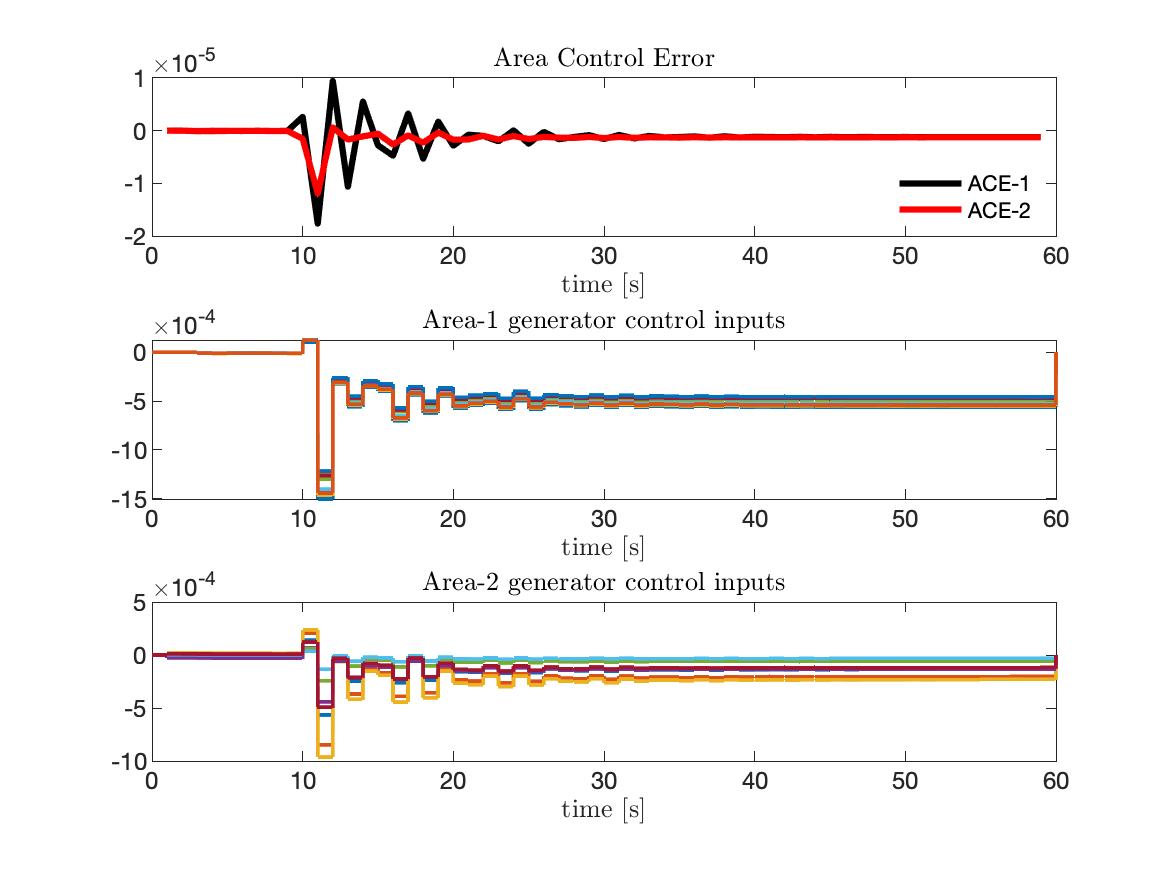 Area Control Error
×10-5
1
0
-1
-2
0 10 20 30 40 50 60
time [s]
ACE-1
ACE-2
Area-1 generator control inputs
×10-4
0
-5
-10
-15
0 10 20 30 40 50 60
time [s]
Area-2 generator control inputs
×10-4
5
0
-5
-10
0 10 20 30 40 50 60
time [s]